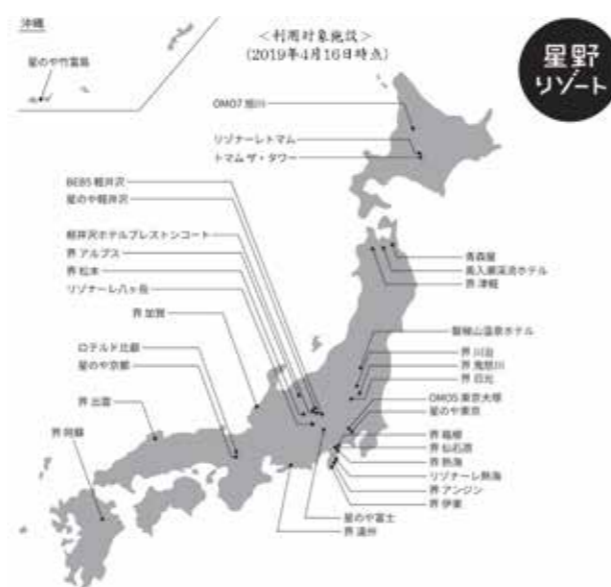 沖縄
<利用対象施設>
(2019年4月16日時点)
星野
リゾート
星のや竹富島
OMO7 旭川
リゾナーレトマム
トマム ザ・タワー
BEB5 軽井沢
星のや軽井沢
軽井沢ホテルブレストンコート
界 アルプス
界 松本
リゾナーレ八ヶ岳
界 加賀
ロテルド比叡
星のや京都
界 出雲
界 阿蘇
青森屋
奥入瀬渓流ホテル
界 津軽
磐梯山温泉ホテル
界 川治
界 鬼怒川
界 日光
OMO5 東京大塚
星のや東京
界 箱根
界 仙石原
界 熱海
リゾナーレ熱海
界 アンジン
界 伊東
星のや富士
界 遠州